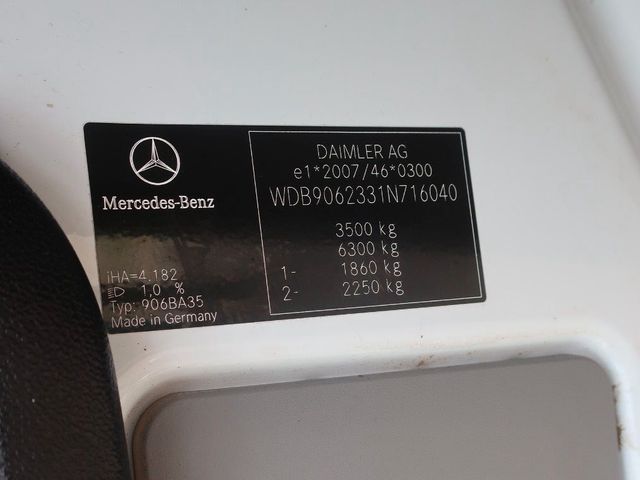 Mercedes-Benz
iHA=4,182
1,0 %
Typ: 906BA35
Made in Germany
DAIMLER AG
e1*2007/46*0300
WDB9062331N716040
3500 kg
6300 kg
1- 1860 kg
2- 2250 kg